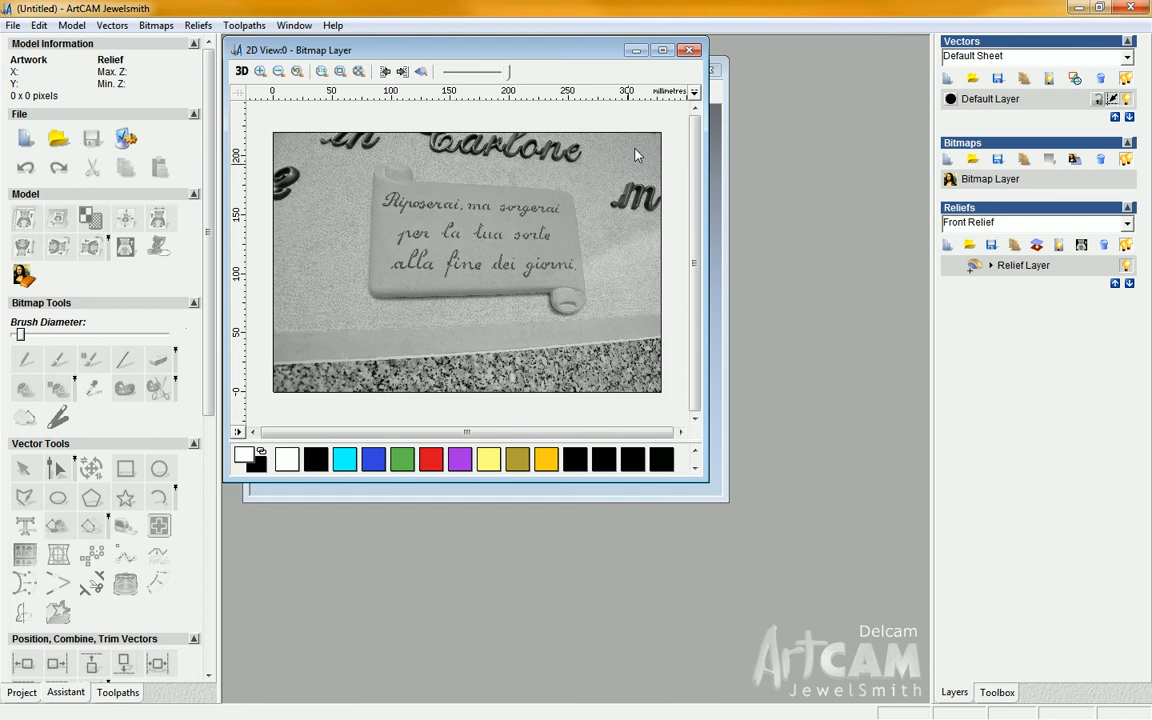 (Untitled) - ArtCAM Jewelsmith
File Edit Model Vectors Bitmaps Reliefs Toolpaths Window Help
Model Information
Artwork Relief
X: Max. Z:
Y: Min. Z:
0 x 0 pixels
File
Model
Bitmap Tools
Brush Diameter:
Vector Tools
Position, Combine, Trim Vectors
Project Assistant Toolpaths
2D View:0 - Bitmap Layer
3D
0 50 100 150 200 250 300 millimetres
200
150
100
50
0
in Carlone
e m
Riposerai, ma sorgerai
per la tua sorte
alla fine dei giorni.
Vectors
Default Sheet
Default Layer
Bitmaps
Bitmap Layer
Reliefs
Front Relief
Relief Layer
Delcam
ArtCAM
JewelSmith
Layers Toolbox